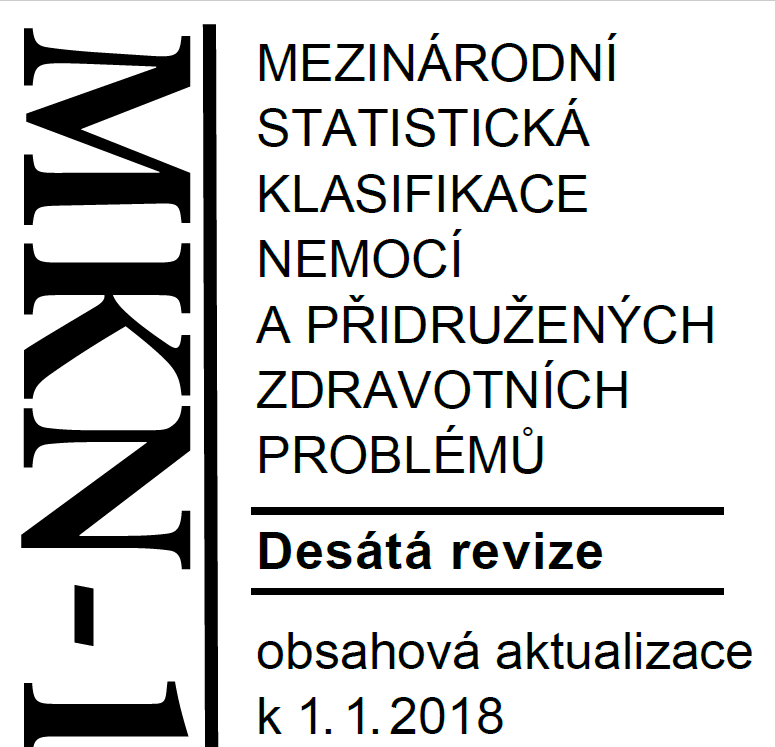 MKN-1
MEZINÁRODNÍ
STATISTICKÁ
KLASIFIKACE
NEMOCÍ
A PŘIDRUŽENÝCH
ZDRAVOTNÍCH
PROBLÉMŮ
Desátá revize
obsahová aktualizace
k 1. 1. 2018